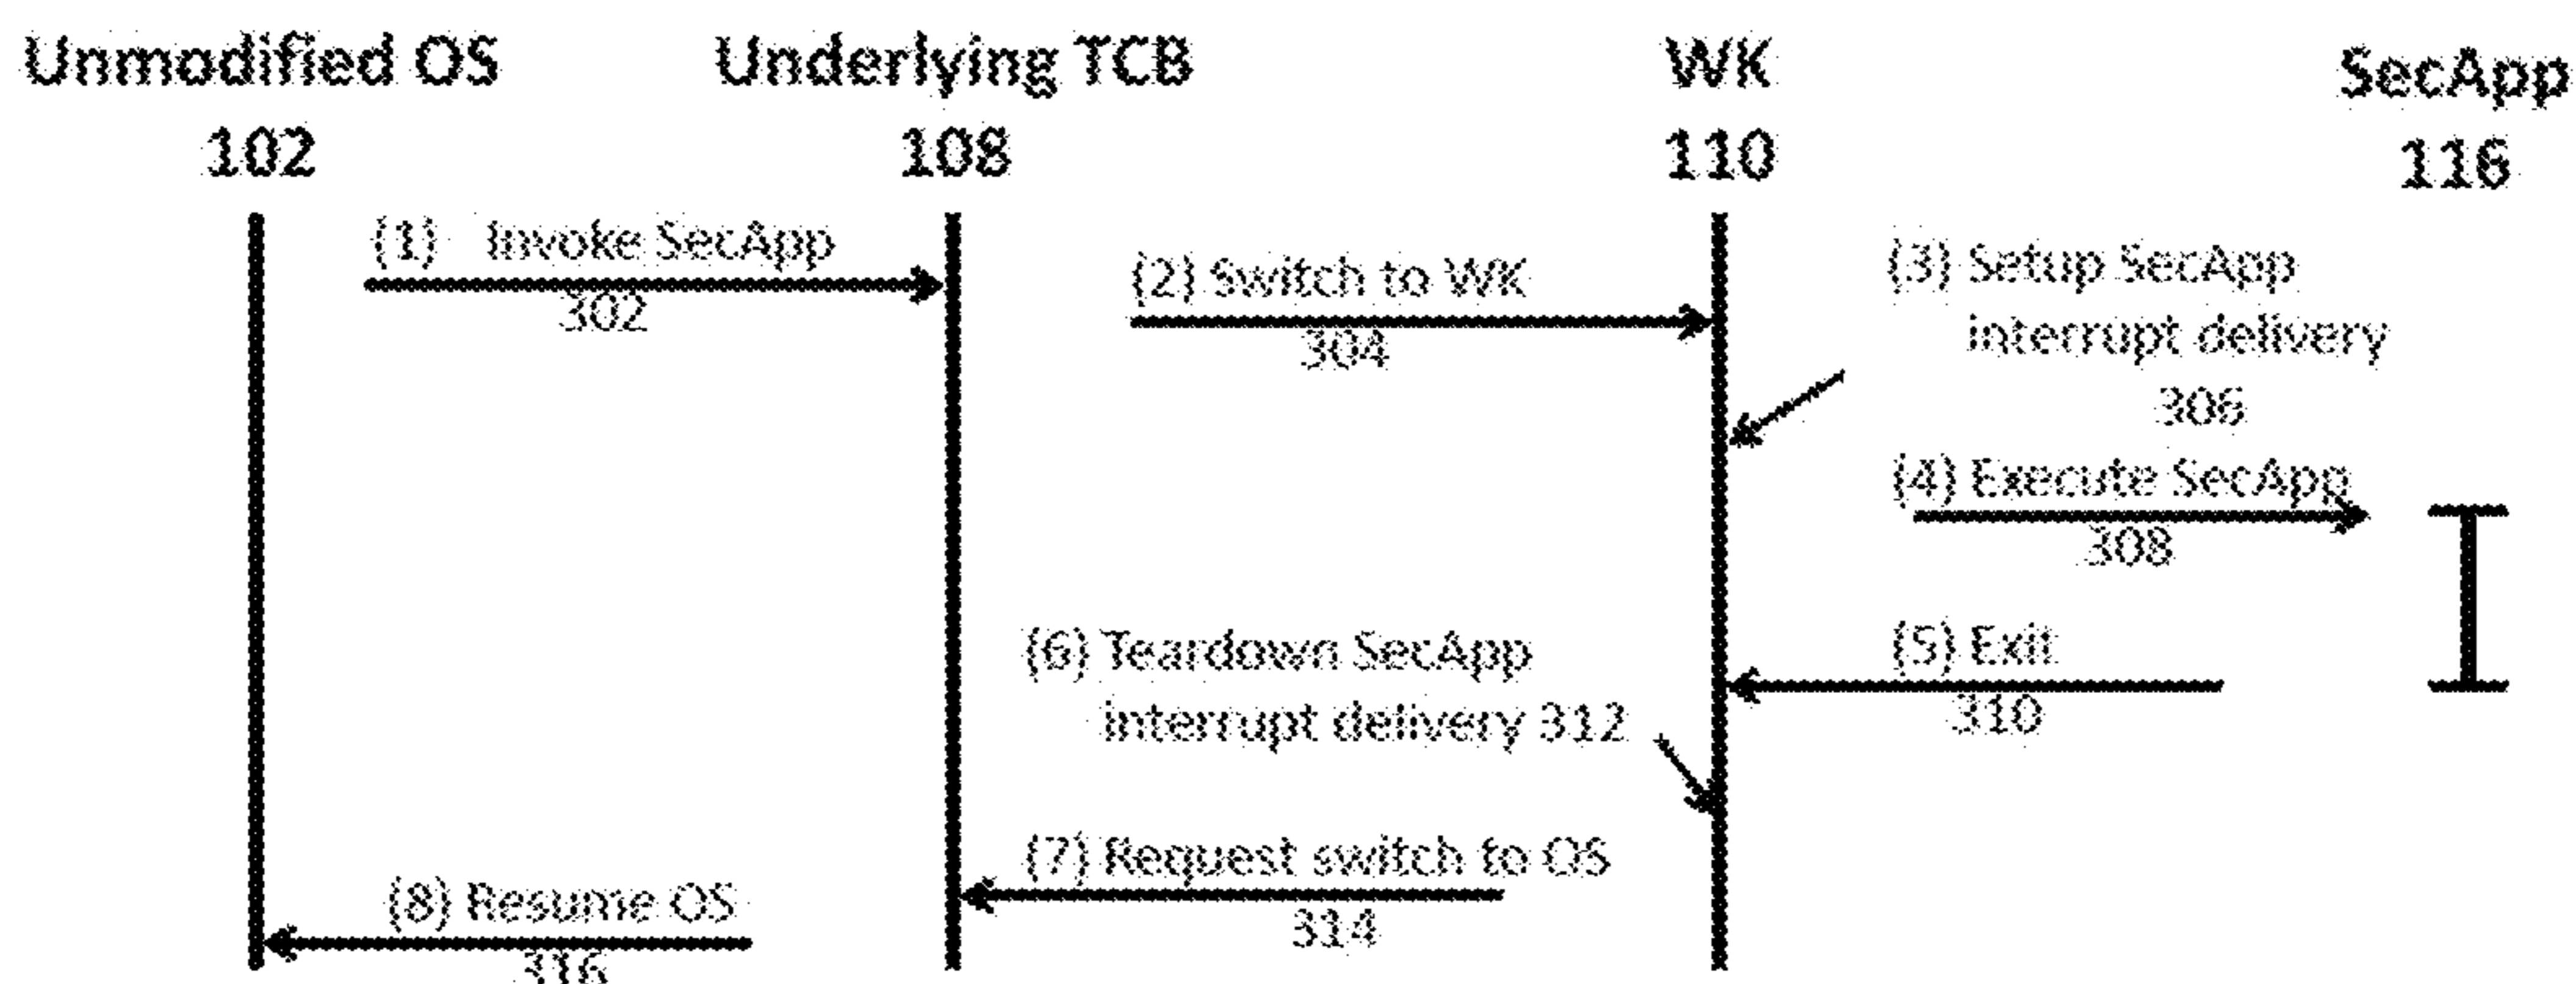 Unmodified OS
102
Underlying TCB
108
WK
110
SecApp
116
(1) Invoke SecApp
302
(2) Switch to WK
304
(3) Setup SecApp
interrupt delivery
306
(4) Execute SecApp
308
(5) Exit
310
(6) Teardown SecApp
interrupt delivery 312
(7) Request switch to OS
314
(8) Resume OS
316